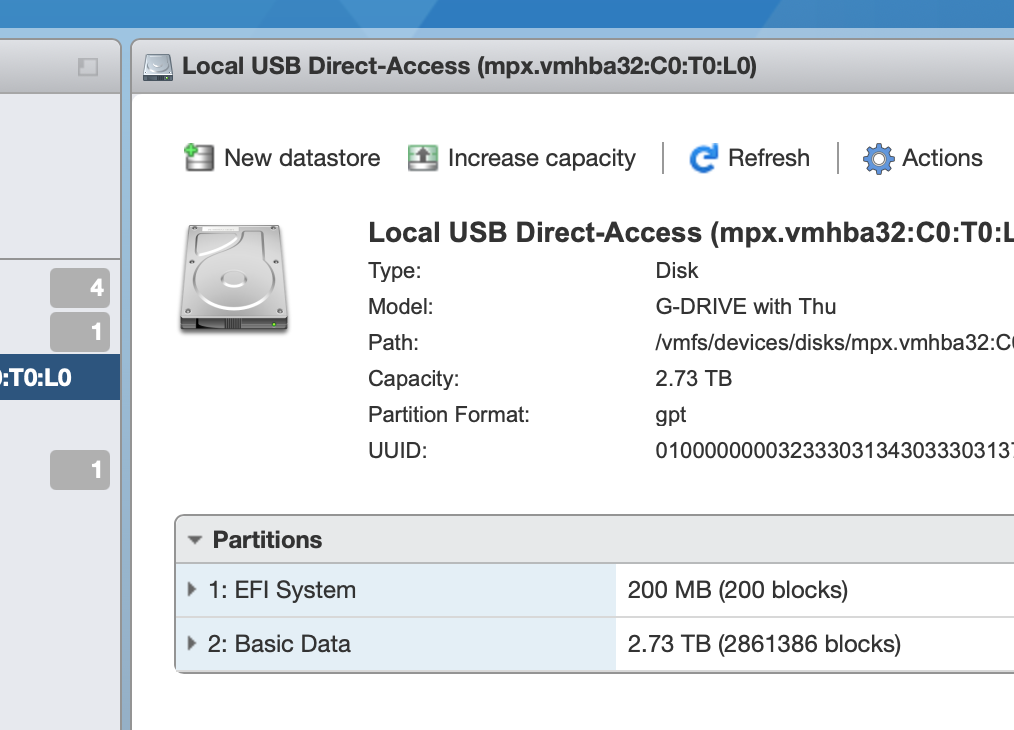 Local USB Direct-Access (mpx.vmhba32:C0:T0:L0)
New datastore Increase capacity Refresh Actions
Local USB Direct-Access (mpx.vmhba32:C0:T0:L
Type: Disk
Model: G-DRIVE with Thu
Path: /vmfs/devices/disks/mpx.vmhba32:C0
Capacity: 2.73 TB
Partition Format: gpt
UUID: 010000000032333031343033303137
4
1
:T0:L0
1
Partitions
1: EFI System 200 MB (200 blocks)
2: Basic Data 2.73 TB (2861386 blocks)